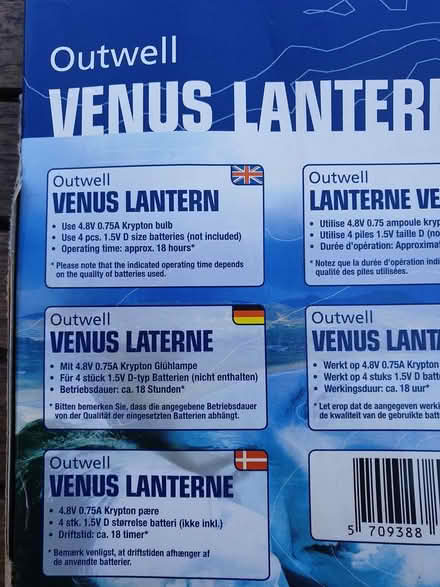 Outwell
VENUS LANTERN
Outwell
VENUS LANTERN
• Use 4.8V 0.75A Krypton bulb
• Use 4 pcs. 1.5V D size batteries (not included)
• Operating time: approx. 18 hours*
* Please note that the indicated operating time depends
on the quality of batteries used.
Outwell
LANTERNE VE
• Utilise 4.8V 0.75 ampoule kryp
• Utilise 4 piles 1.5V taille D (no
• Durée d'opération: Approxima
* Notez que la durée d'opération indi
qualité des piles utilisées.
Outwell
VENUS LATERNE
• Mit 4.8V 0.75A Krypton Glühlampe
• Für 4 stück 1.5V D-typ Batterien (nicht enthalten)
• Betriebsdauer: ca. 18 Stunden*
* Bitten bemerken Sie, dass die angegebene Betriebsdauer
von der Qualität der eingesetzten Batterien abhängt.
Outwell
VENUS LANTA
• Werkt op 4.8V 0.75A Krypton
• Werkt op 4 stuks 1.5V D batt
• Werkingsduur: ca. 18 uur*
* Let erop dat de aangegeven werki
de kwaliteit van de gebruikte batt
Outwell
VENUS LANTERNE
• 4.8V 0.75A Krypton pære
• 4 stk. 1.5V D størrelse batteri (ikke inkl.)
• Driftstid: ca. 18 timer*
* Bemærk venligst, at driftstiden afhænger af
de anvendte batterier.
5 709388